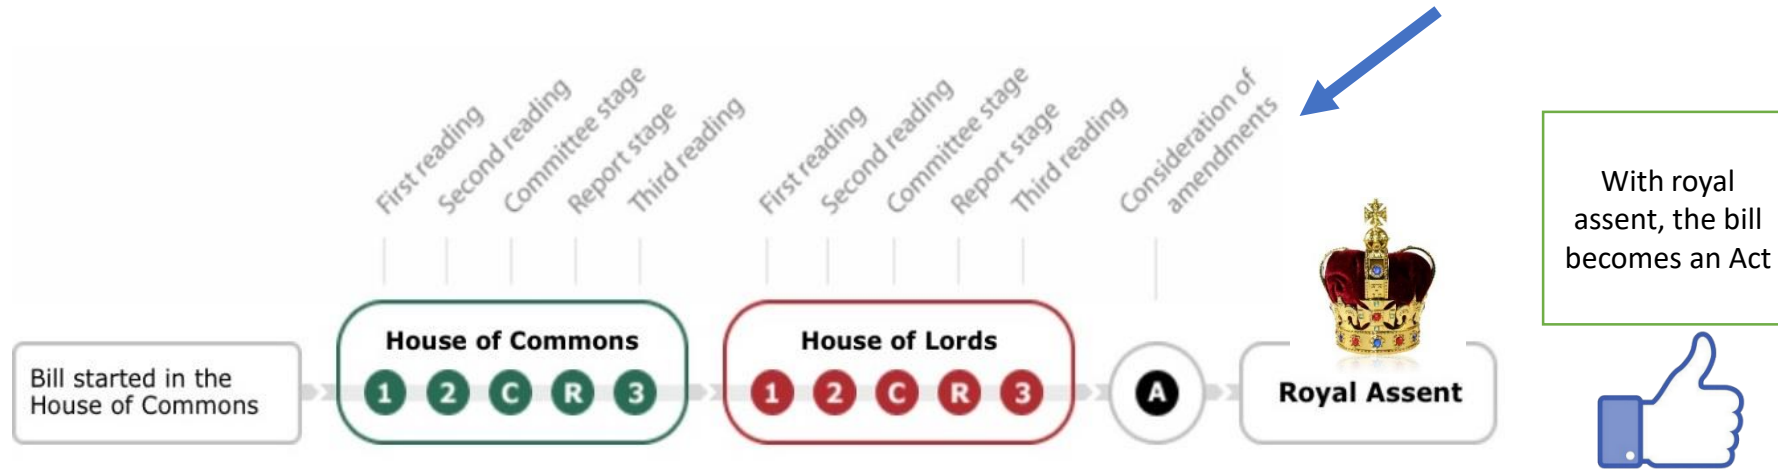 First reading
Second reading
Committee stage
Report stage
Third reading
First reading
Second reading
Committee stage
Report stage
Third reading
Consideration of
amendments
With royal
assent, the bill
becomes an Act
Bill started in the
House of Commons
House of Commons
1 2 C R 3
House of Lords
1 2 C R 3
A
Royal Assent